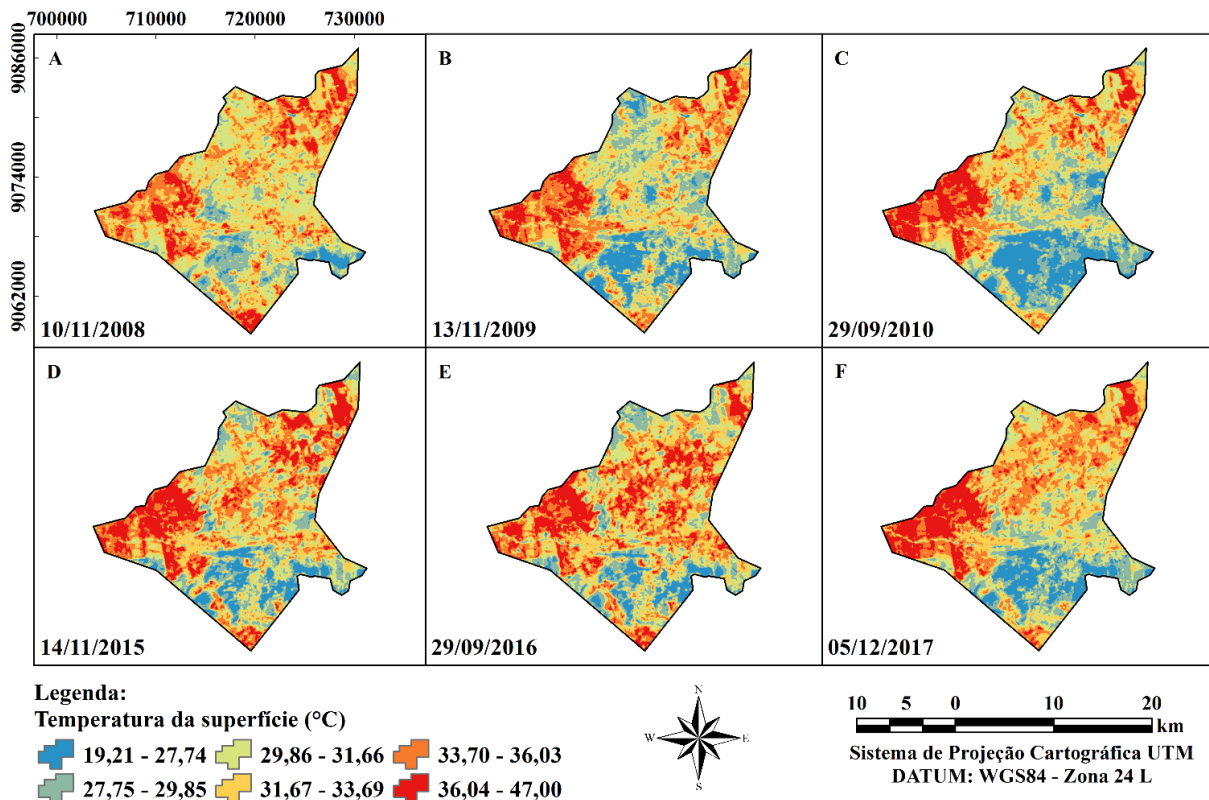 700000 710000 720000 730000
9086000
9074000
9062000
A
10/11/2008
B
13/11/2009
C
29/09/2010
D
14/11/2015
E
29/09/2016
F
05/12/2017
Legenda:
Temperatura da superfície (°C)
19,21 - 27,74 29,86 - 31,66 33,70 - 36,03
27,75 - 29,85 31,67 - 33,69 36,04 - 47,00
N
W E
S
10 5 0 10 20
km
Sistema de Projeção Cartográfica UTM
DATUM: WGS84 - Zona 24 L